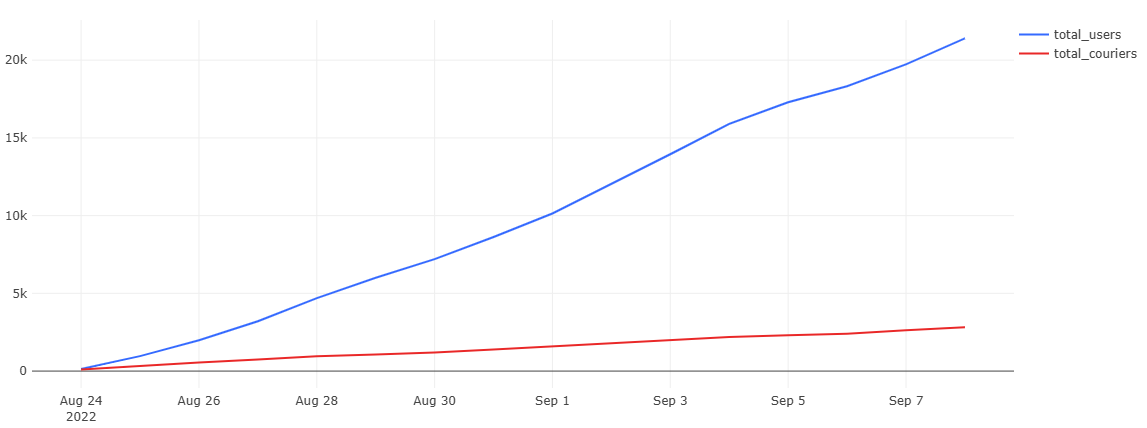 total_users
total_couriers
20k
15k
10k
5k
0
Aug 24 Aug 26 Aug 28 Aug 30 Sep 1 Sep 3 Sep 5 Sep 7
2022